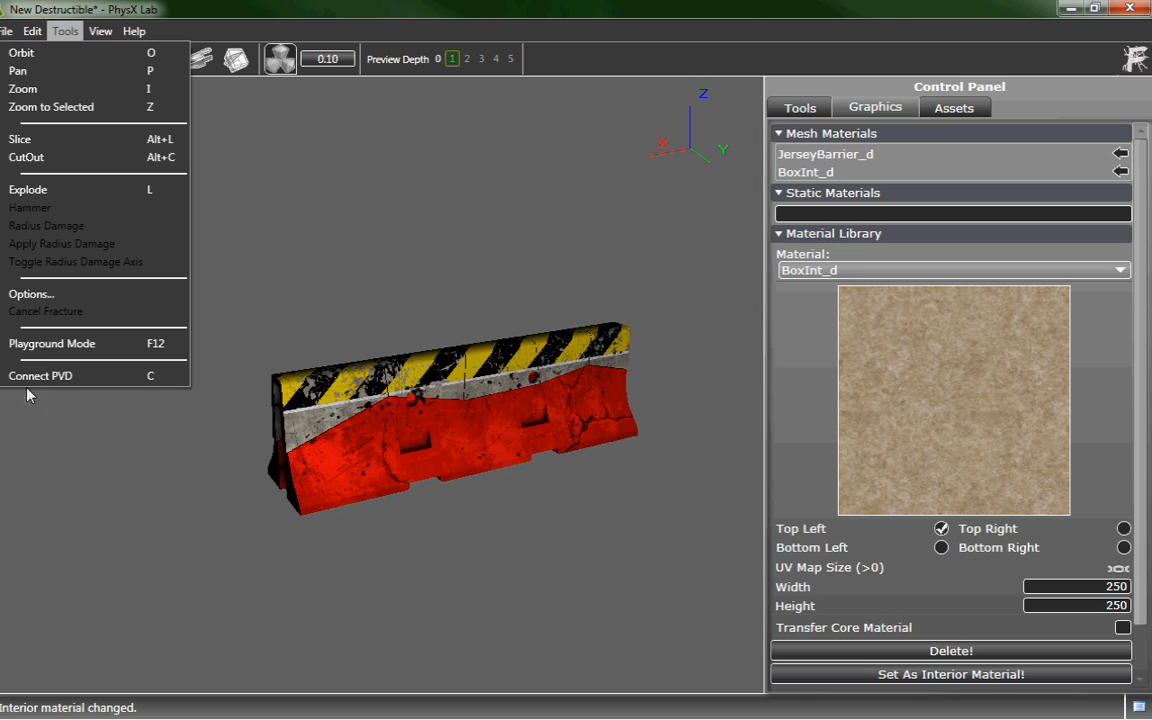 New Destructible* - PhysX Lab
File Edit Tools View Help
Orbit O
Pan P
Zoom I
Zoom to Selected Z
Slice Alt+L
CutOut Alt+C
Explode L
Hammer
Radius Damage
Apply Radius Damage
Toggle Radius Damage Axis
Options...
Cancel Fracture
Playground Mode F12
Connect PVD C
0.10 Preview Depth 0 1 2 3 4 5
Z
X
Y
Control Panel
Tools Graphics Assets
Mesh Materials
JerseyBarrier_d
BoxInt_d
Static Materials
Material Library
Material:
BoxInt_d
Top Left Top Right
Bottom Left Bottom Right
UV Map Size (>0)
Width 250
Height 250
Transfer Core Material
Delete!
Set As Interior Material!
Interior material changed.